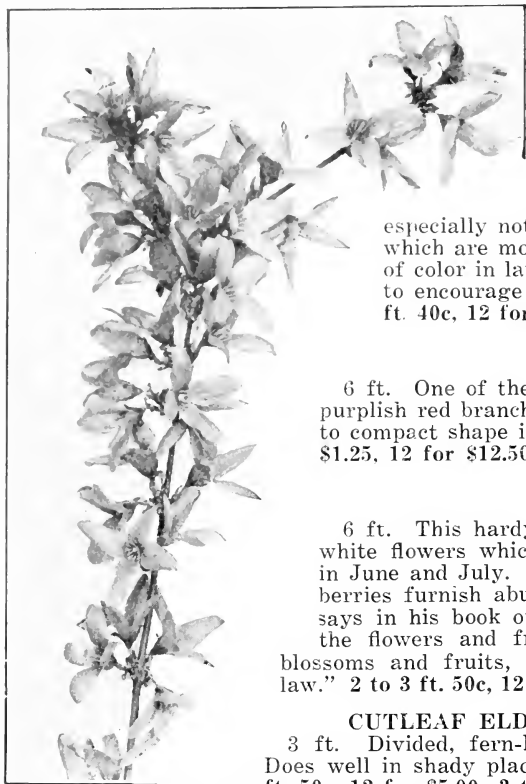 especially not
which are mo
of color in la
to encourage
ft. 40c, 12 for
6 ft. One of the
purplish red branch
to compact shape i
$1.25, 12 for $12.50
6 ft. This hardy
white flowers whic
in June and July.
berries furnish abu
says in his book o
the flowers and fr
blossoms and fruits,
law." 2 to 3 ft. 50c, 12
CUTLEAF ELD
3 ft. Divided, fern-l
Does well in shady plac